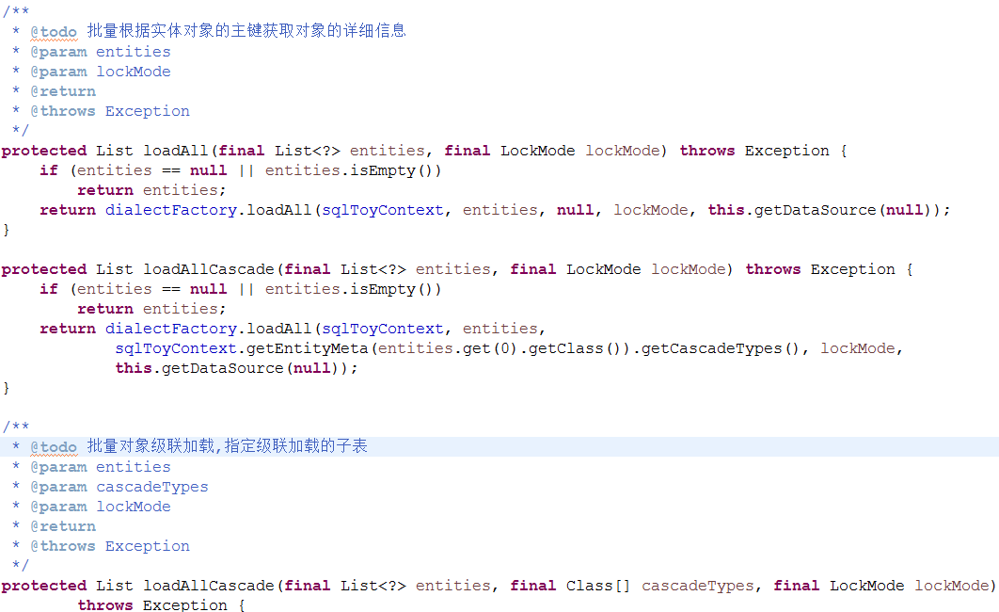 /**
 * @todo 批量根据实体对象的主键获取对象的详细信息
 * @param entities
 * @param lockMode
 * @return
 * @throws Exception
 */
protected List loadAll(final List<?> entities, final LockMode lockMode) throws Exception {
    if (entities == null || entities.isEmpty())
        return entities;
    return dialectFactory.loadAll(sqlToyContext, entities, null, lockMode, this.getDataSource(null));
}

protected List loadAllCascade(final List<?> entities, final LockMode lockMode) throws Exception {
    if (entities == null || entities.isEmpty())
        return entities;
    return dialectFactory.loadAll(sqlToyContext, entities,
            sqlToyContext.getEntityMeta(entities.get(0).getClass()).getCascadeTypes(), lockMode,
            this.getDataSource(null));
}

/**
 * @todo 批量对象级联加载,指定级联加载的子表
 * @param entities
 * @param cascadeTypes
 * @param lockMode
 * @return
 * @throws Exception
 */
protected List loadAllCascade(final List<?> entities, final Class[] cascadeTypes, final LockMode lockMode)
        throws Exception {